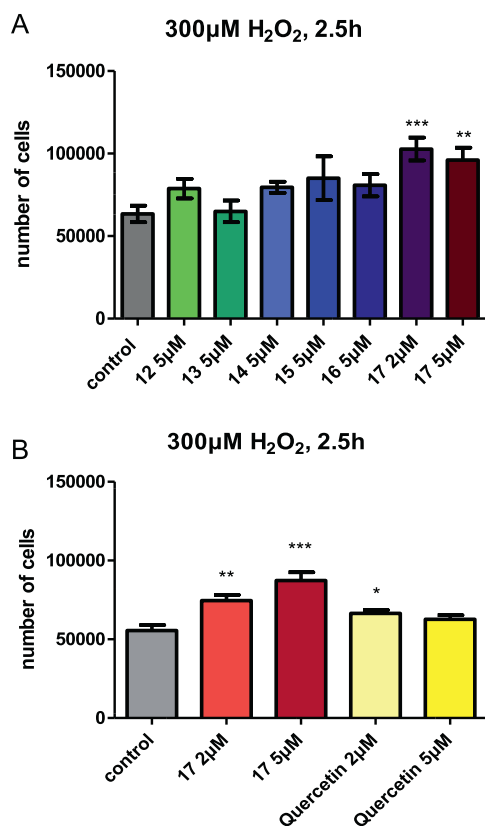 A
300µM H₂O₂, 2.5h
150000
100000
50000
0
number of cells
***
**
control
12 5µM
13 5µM
14 5µM
15 5µM
16 5µM
17 2µM
17 5µM
B
300µM H₂O₂, 2.5h
150000
100000
50000
0
number of cells
**
***
*
control
17 2µM
17 5µM
Quercetin 2µM
Quercetin 5µM